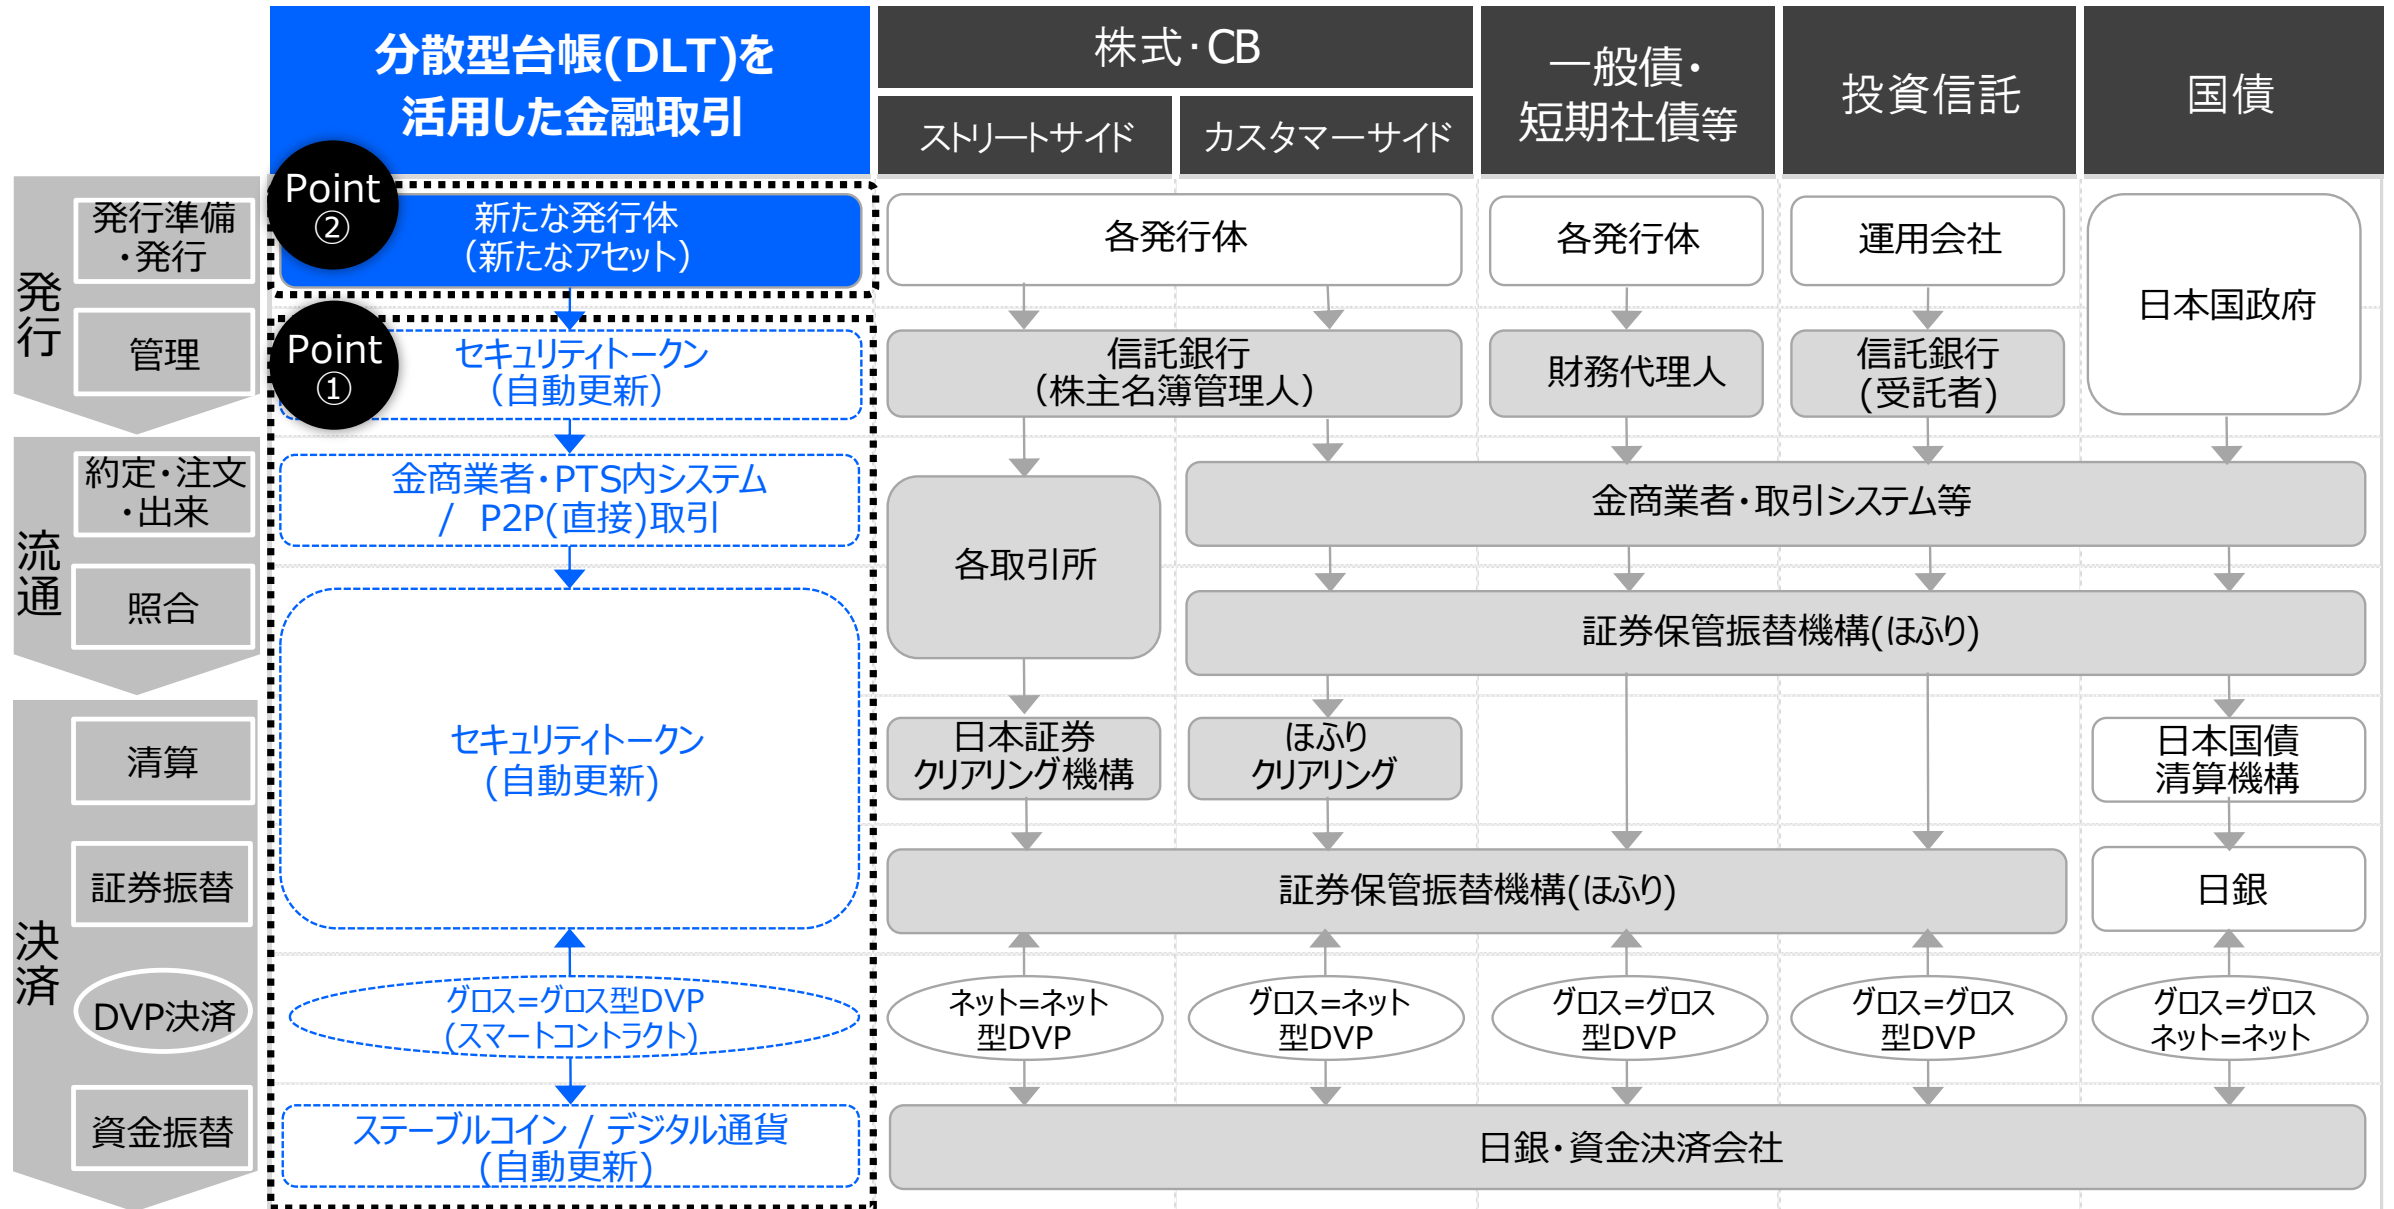 分散型台帳(DLT)を
活用した金融取引
株式・CB
ストリートサイド
カスタマーサイド
一般債・
短期社債等
投資信託
国債
発行
発行準備
・発行
管理
Point
②
新たな発行体
（新たなアセット）
各発行体
各発行体
運用会社
日本国政府
Point
①
セキュリティトークン
（自動更新）
信託銀行
（株主名簿管理人）
財務代理人
信託銀行
(受託者)
流通
約定・注文
・出来
照合
金商業者・PTS内システム
/ P2P(直接)取引
各取引所
金商業者・取引システム等
証券保管振替機構(ほふり)
決済
清算
証券振替
DVP決済
資金振替
セキュリティトークン
(自動更新)
日本証券
クリアリング機構
ほふり
クリアリング
日本国債
清算機構
証券保管振替機構(ほふり)
日銀
グロス=グロス型DVP
(スマートコントラクト)
ネット=ネット
型DVP
グロス=ネット
型DVP
グロス=グロス
型DVP
グロス=グロス
型DVP
グロス=グロス
ネット=ネット
ステーブルコイン / デジタル通貨
(自動更新)
日銀・資金決済会社